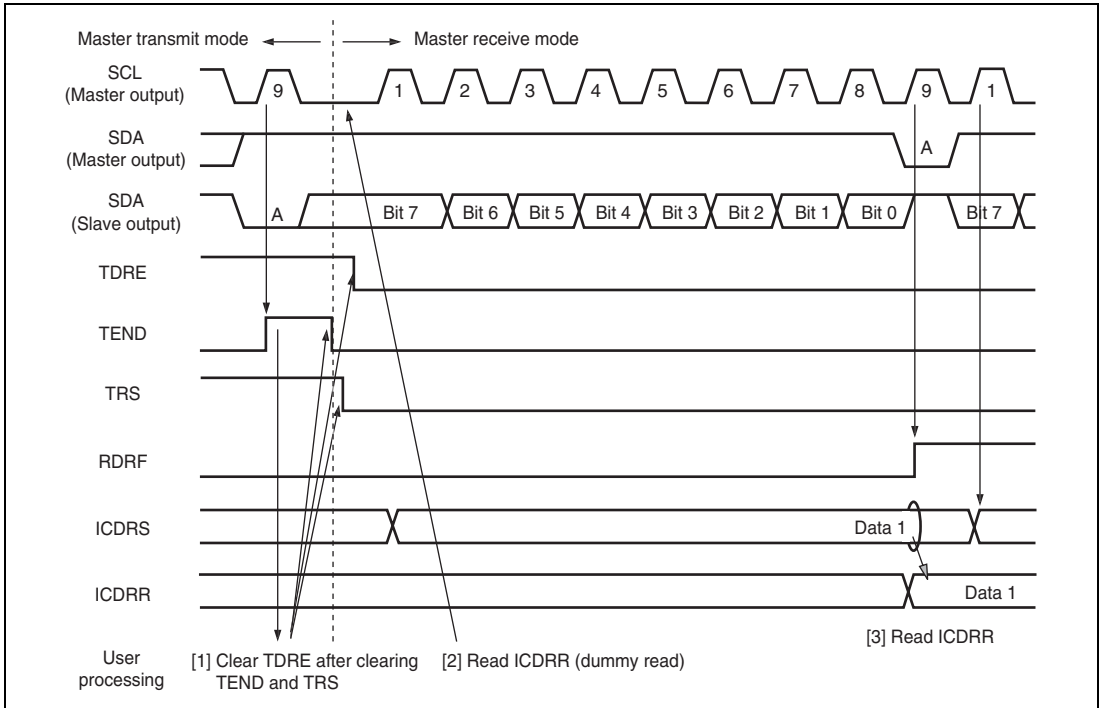 Master transmit mode Master receive mode
SCL
(Master output)
9 1 2 3 4 5 6 7 8 9 1
SDA
(Master output)
A
SDA
(Slave output)
A Bit 7 Bit 6 Bit 5 Bit 4 Bit 3 Bit 2 Bit 1 Bit 0 Bit 7
TDRE
TEND
TRS
RDRF
ICDRS
Data 1
ICDRR
Data 1
User
processing
[1] Clear TDRE after clearing
TEND and TRS
[2] Read ICDRR (dummy read)
[3] Read ICDRR